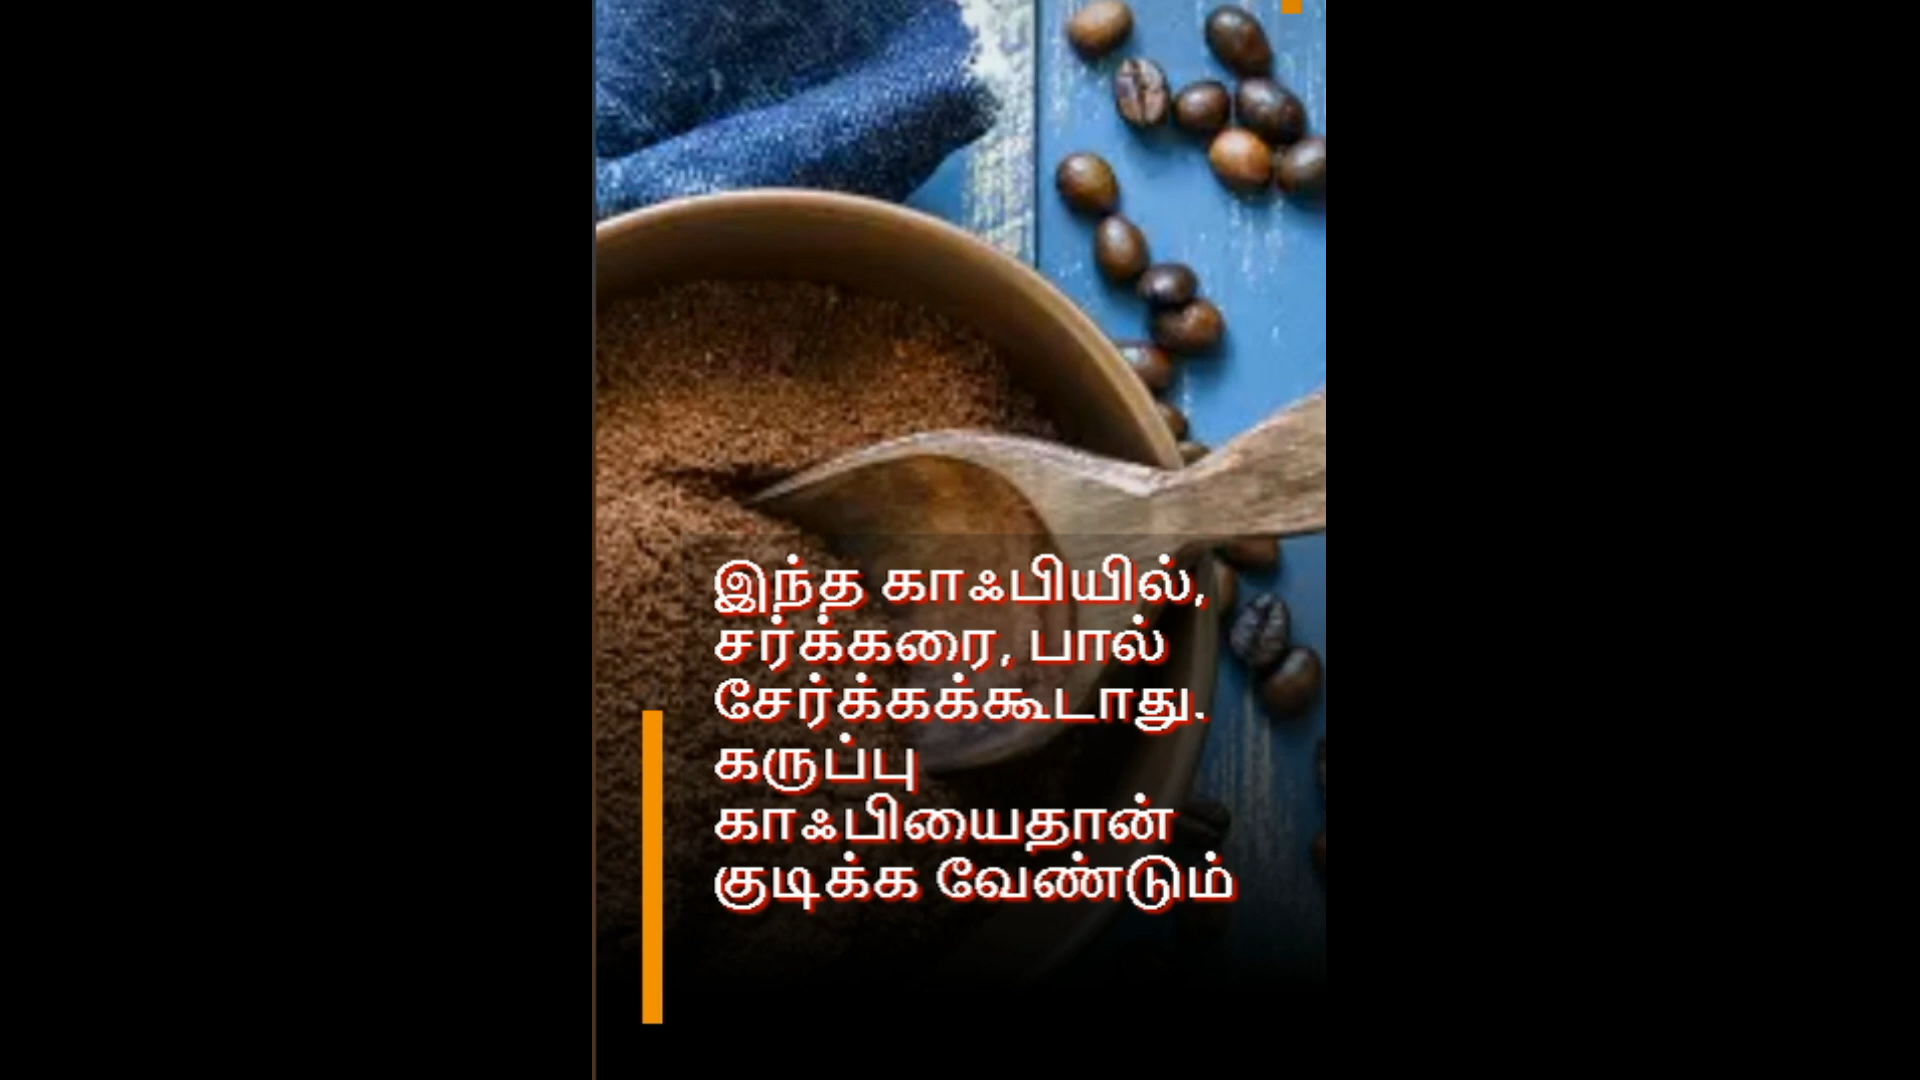 இந்த காஃபியில்,
சர்க்கரை, பால்
சேர்க்கக்கூடாது.
கருப்பு
காஃபியைதான்
குடிக்க வேண்டும்